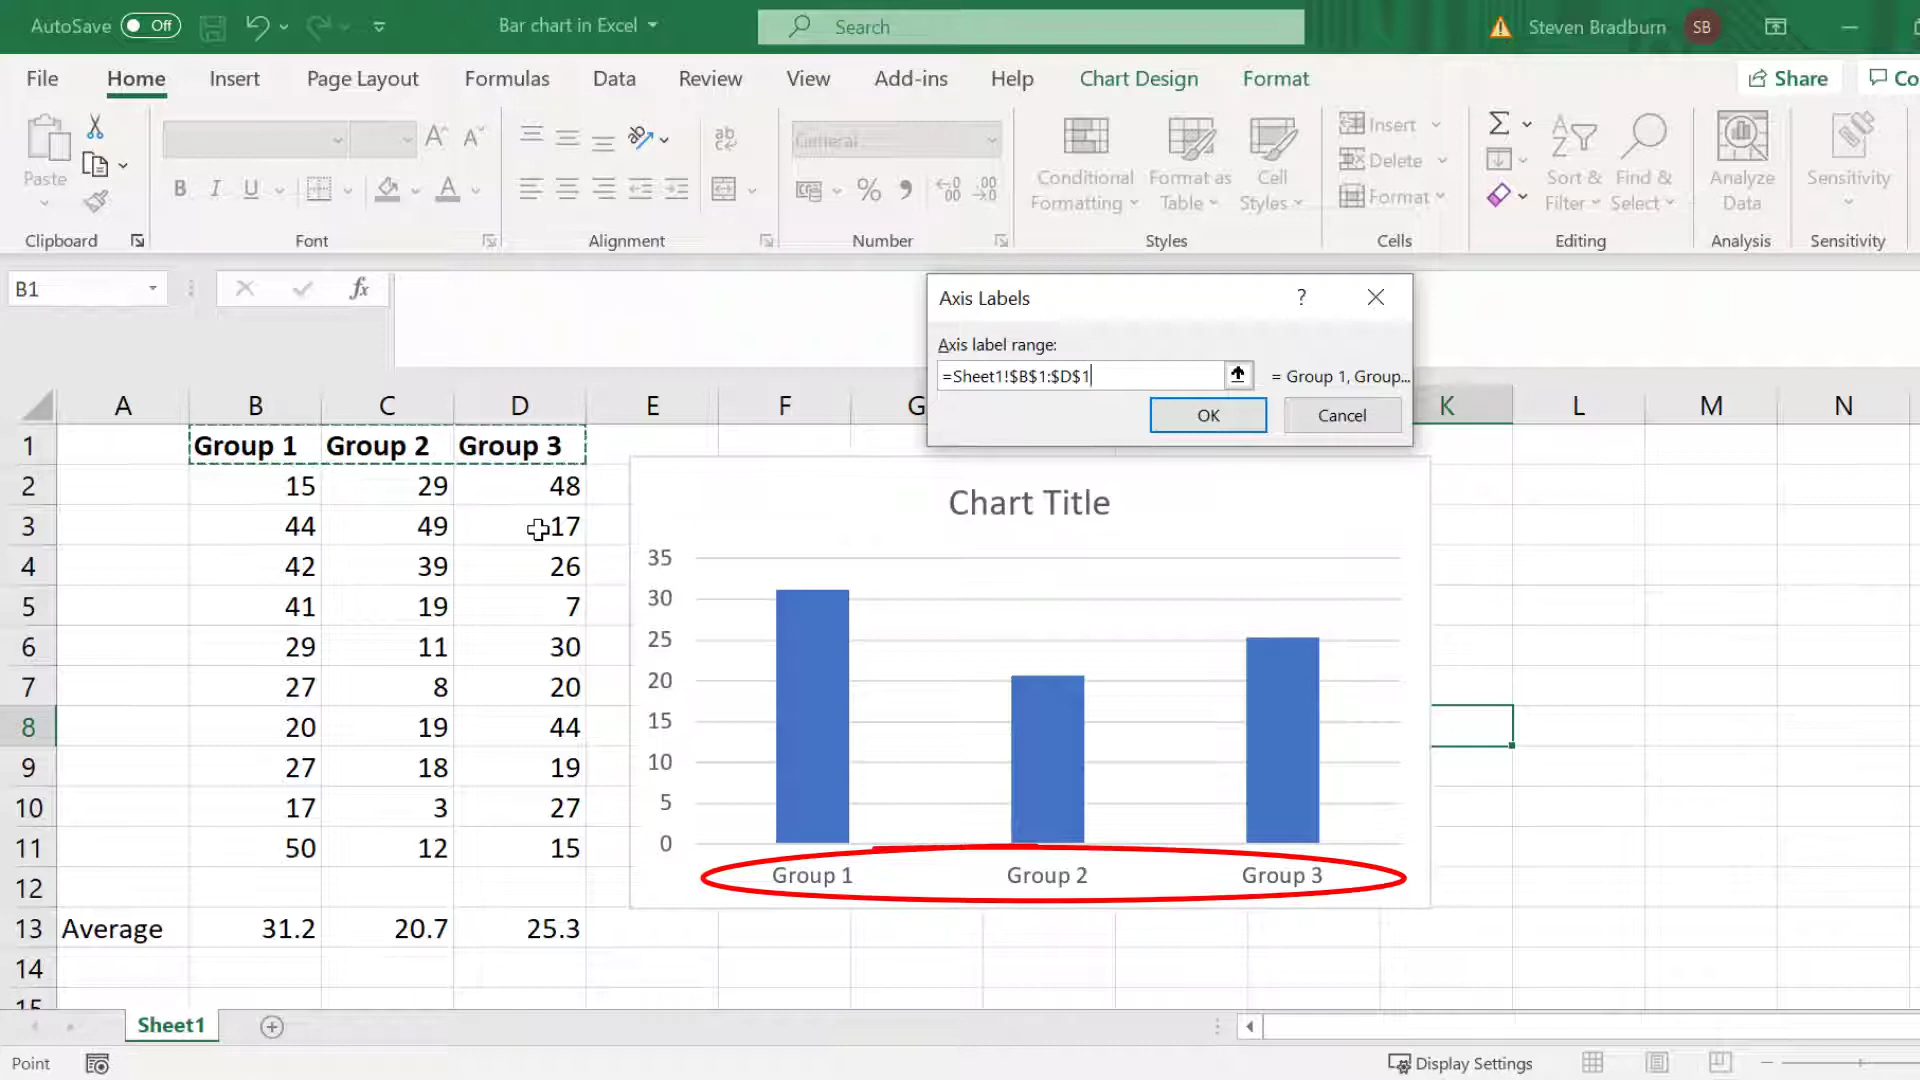 AutoSave Off Bar chart in Excel Search Steven Bradburn SB
File Home Insert Page Layout Formulas Data Review View Add-ins Help Chart Design Format Share Co
General Insert
Delete
Paste B I U A % Conditional Format as Cell Format Sort & Find & Analyze Sensitivity
Formatting Table Styles Filter Select Data
Clipboard Font Alignment Number Styles Cells Editing Analysis Sensitivity
B1 fx
Axis Labels ?
Axis label range:
=Sheet1!$B$1:$D$1 = Group 1, Group...
OK Cancel
A B C D E F G K L M N
1 Group 1 Group 2 Group 3
2 15 29 48
3 44 49 17
4 42 39 26
5 41 19 7
6 29 11 30
7 27 8 20
8 20 19 44
9 27 18 19
10 17 3 27
11 50 12 15
12
13 Average 31.2 20.7 25.3
14
15
Chart Title
35
30
25
20
15
10
5
0
Group 1 Group 2 Group 3
Sheet1
Point Display Settings